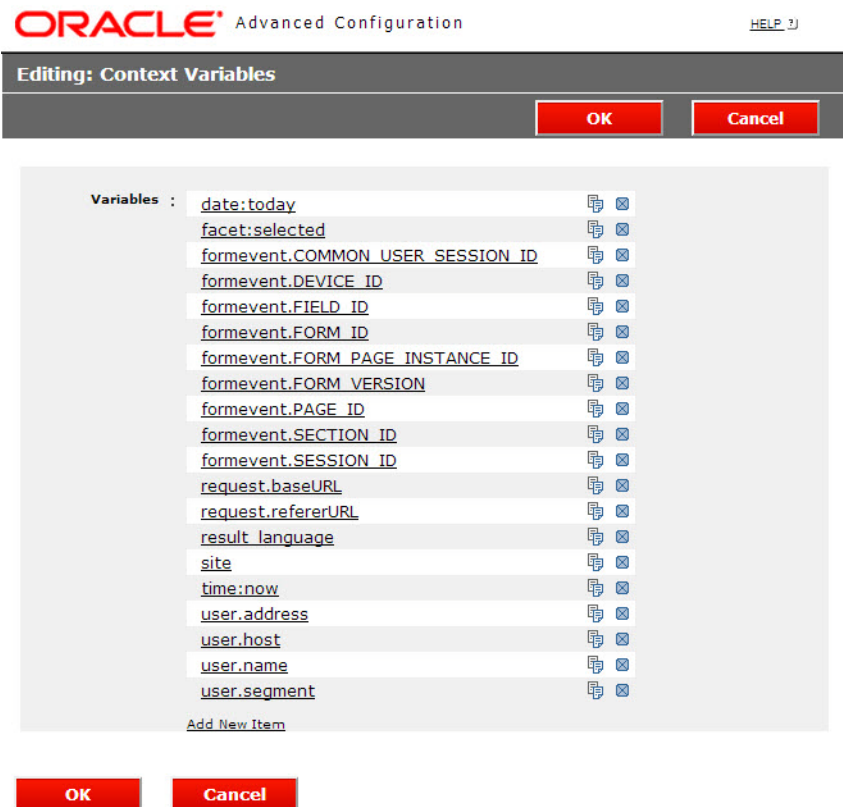 ORACLE Advanced Configuration HELP ?
Editing: Context Variables
OK Cancel
Variables : date:today
facet:selected
formevent.COMMON_USER_SESSION_ID
formevent.DEVICE_ID
formevent.FIELD_ID
formevent.FORM_ID
formevent.FORM_PAGE_INSTANCE_ID
formevent.FORM_VERSION
formevent.PAGE_ID
formevent.SECTION_ID
formevent.SESSION_ID
request.baseURL
request.refererURL
result_language
site
time:now
user.address
user.host
user.name
user.segment
Add New Item
OK Cancel